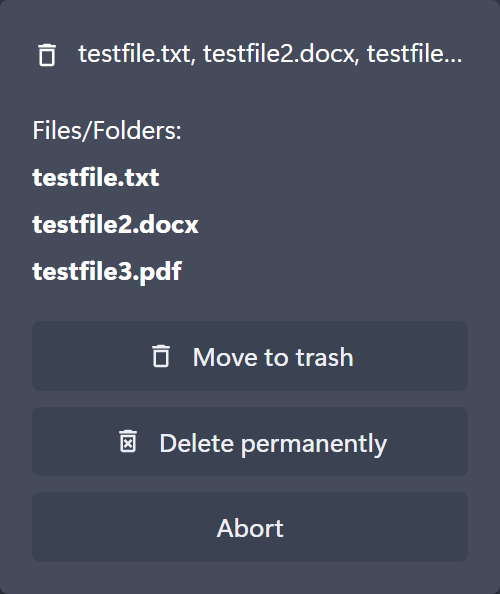 testfile.txt, testfile2.docx, testfile...
Files/Folders:
testfile.txt
testfile2.docx
testfile3.pdf
Move to trash
Delete permanently
Abort